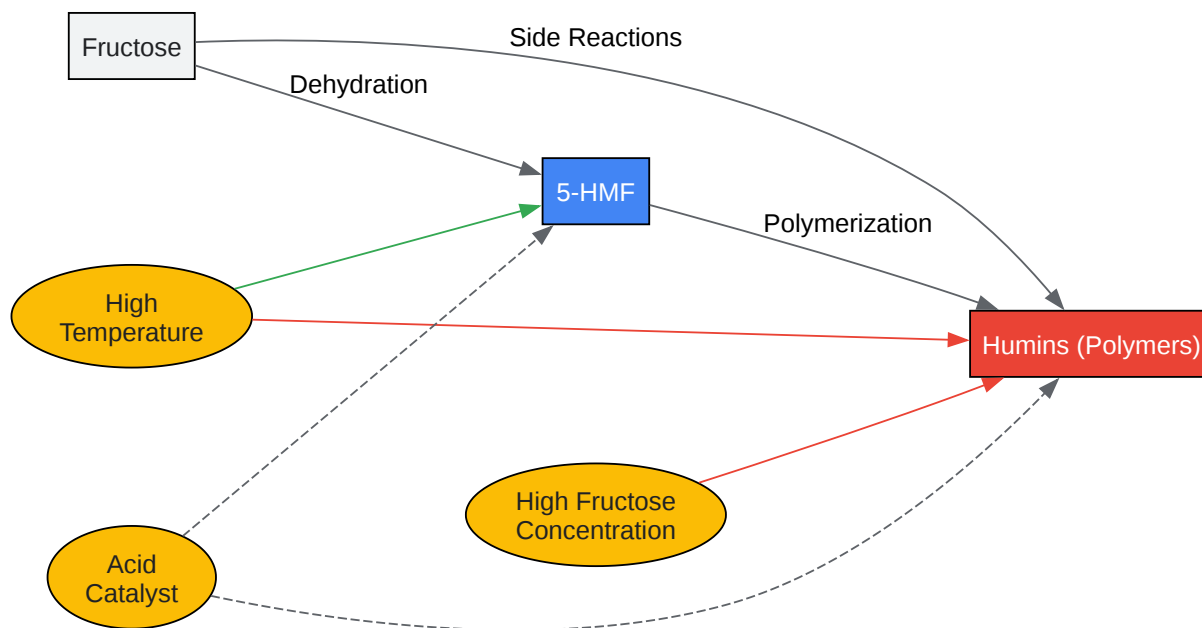 Fructose
Side Reactions
Dehydration
5-HMF
Polymerization
High
Temperature
Humins (Polymers)
High Fructose
Concentration
Acid
Catalyst